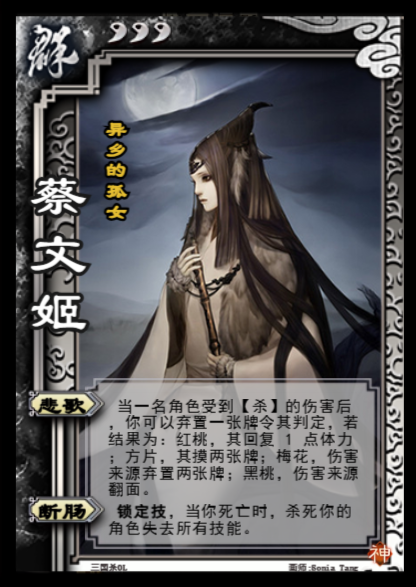 群
异乡的孤女
蔡文姬
悲歌
当一名角色受到【杀】的伤害后
，你可以弃置一张牌令其判定，若
结果为：红桃，其回复 1 点体力
；方片，其摸两张牌；梅花，伤害
来源弃置两张牌；黑桃，伤害来源
翻面。
断肠
锁定技，当你死亡时，杀死你的
角色失去所有技能。
神
三国杀OL
画师:Sonia Tang